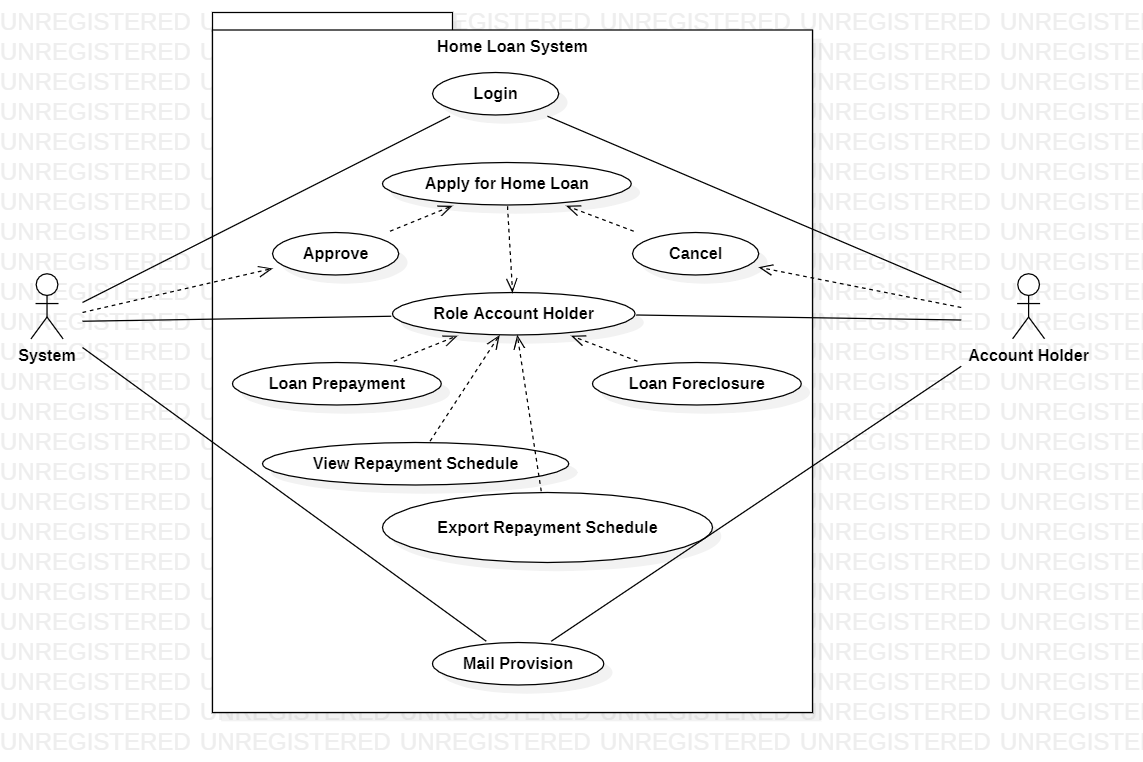 Home Loan System
Login
Apply for Home Loan
Approve
Cancel
Role Account Holder
System
Account Holder
Loan Prepayment
Loan Foreclosure
View Repayment Schedule
Export Repayment Schedule
Mail Provision
UNREGISTERED